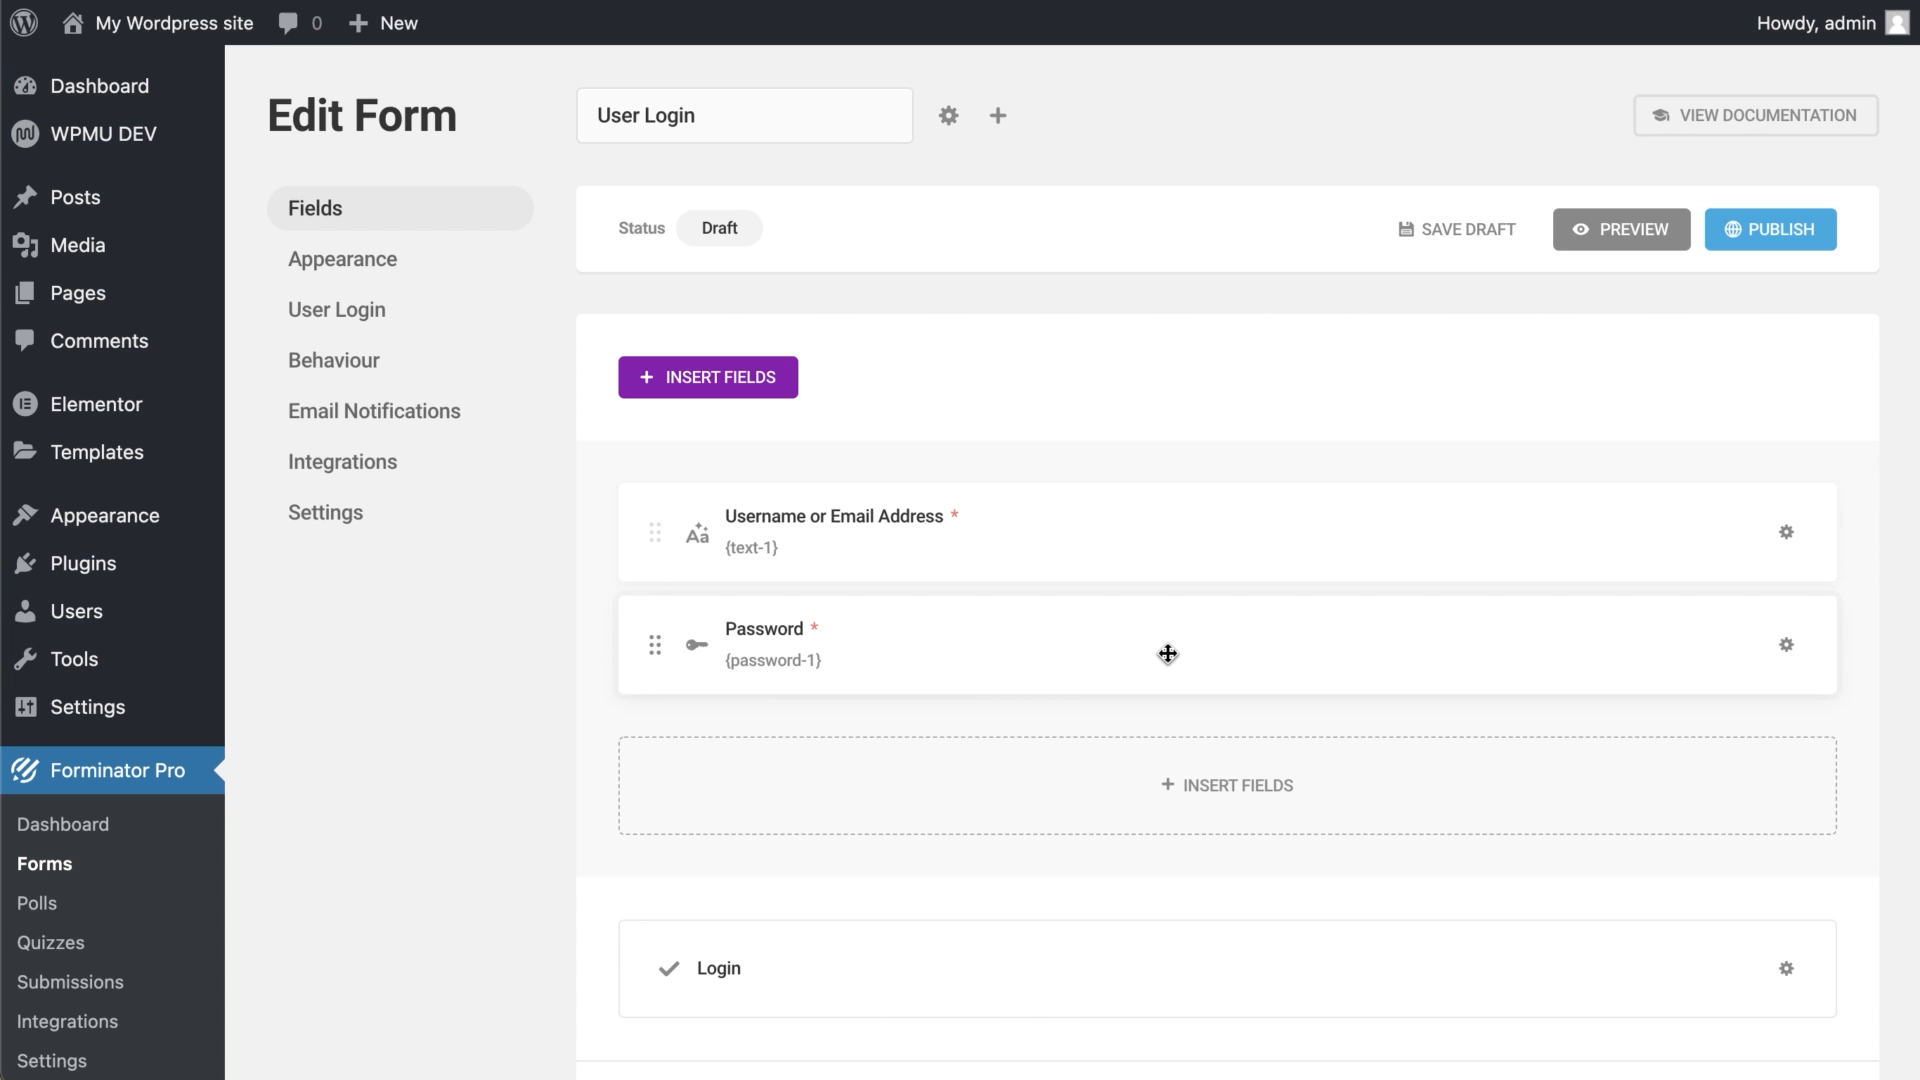 My Wordpress site
0
New
Howdy, admin
Dashboard
WPMU DEV
Posts
Media
Pages
Comments
Elementor
Templates
Appearance
Plugins
Users
Tools
Settings
Forminator Pro
Dashboard
Forms
Polls
Quizzes
Submissions
Integrations
Settings
Edit Form
User Login
VIEW DOCUMENTATION
Fields
Appearance
User Login
Behaviour
Email Notifications
Integrations
Settings
Status
Draft
SAVE DRAFT
PREVIEW
PUBLISH
+ INSERT FIELDS
Username or Email Address *
{text-1}
Password *
{password-1}
+ INSERT FIELDS
Login